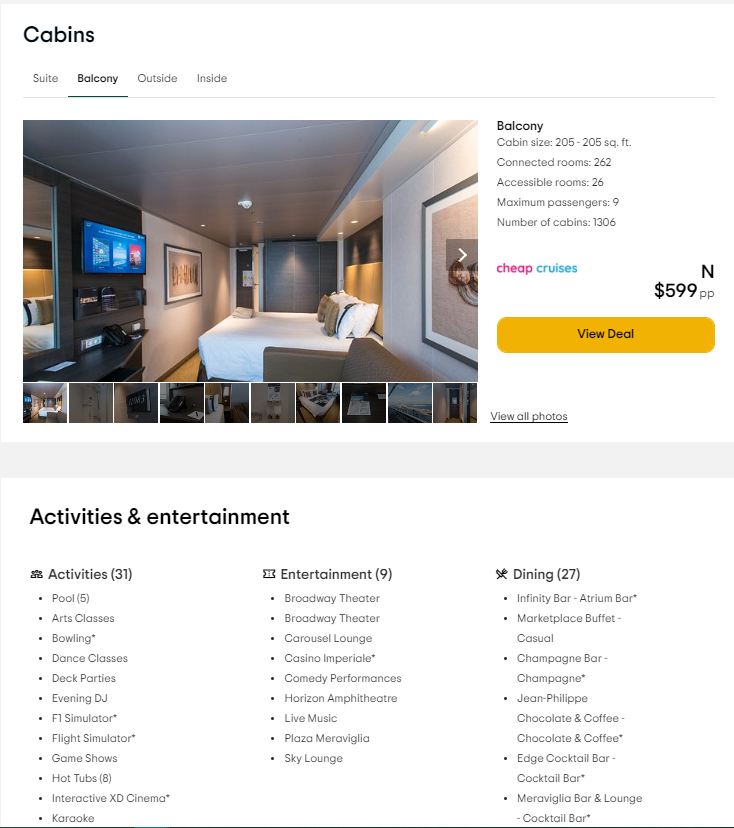 Cabins
Suite
Balcony
Outside
Inside
Balcony
Cabin size: 205 - 205 sq. ft.
Connected rooms: 262
Accessible rooms: 26
Maximum passengers: 9
Number of cabins: 1306
cheap cruises
N
$599 pp
View Deal
View all photos
Activities & entertainment
Activities (31)
Pool (5)
Arts Classes
Bowling*
Dance Classes
Deck Parties
Evening DJ
F1 Simulator*
Flight Simulator*
Game Shows
Hot Tubs (8)
Interactive XD Cinema*
Karaoke
Entertainment (9)
Broadway Theater
Broadway Theater
Carousel Lounge
Casino Imperiale*
Comedy Performances
Horizon Amphitheatre
Live Music
Plaza Meraviglia
Sky Lounge
Dining (27)
Infinity Bar - Atrium Bar*
Marketplace Buffet -
Casual
Champagne Bar -
Champagne*
Jean-Philippe
Chocolate & Coffee -
Chocolate & Coffee*
Edge Cocktail Bar -
Cocktail Bar*
Meraviglia Bar & Lounge
- Cocktail Bar*